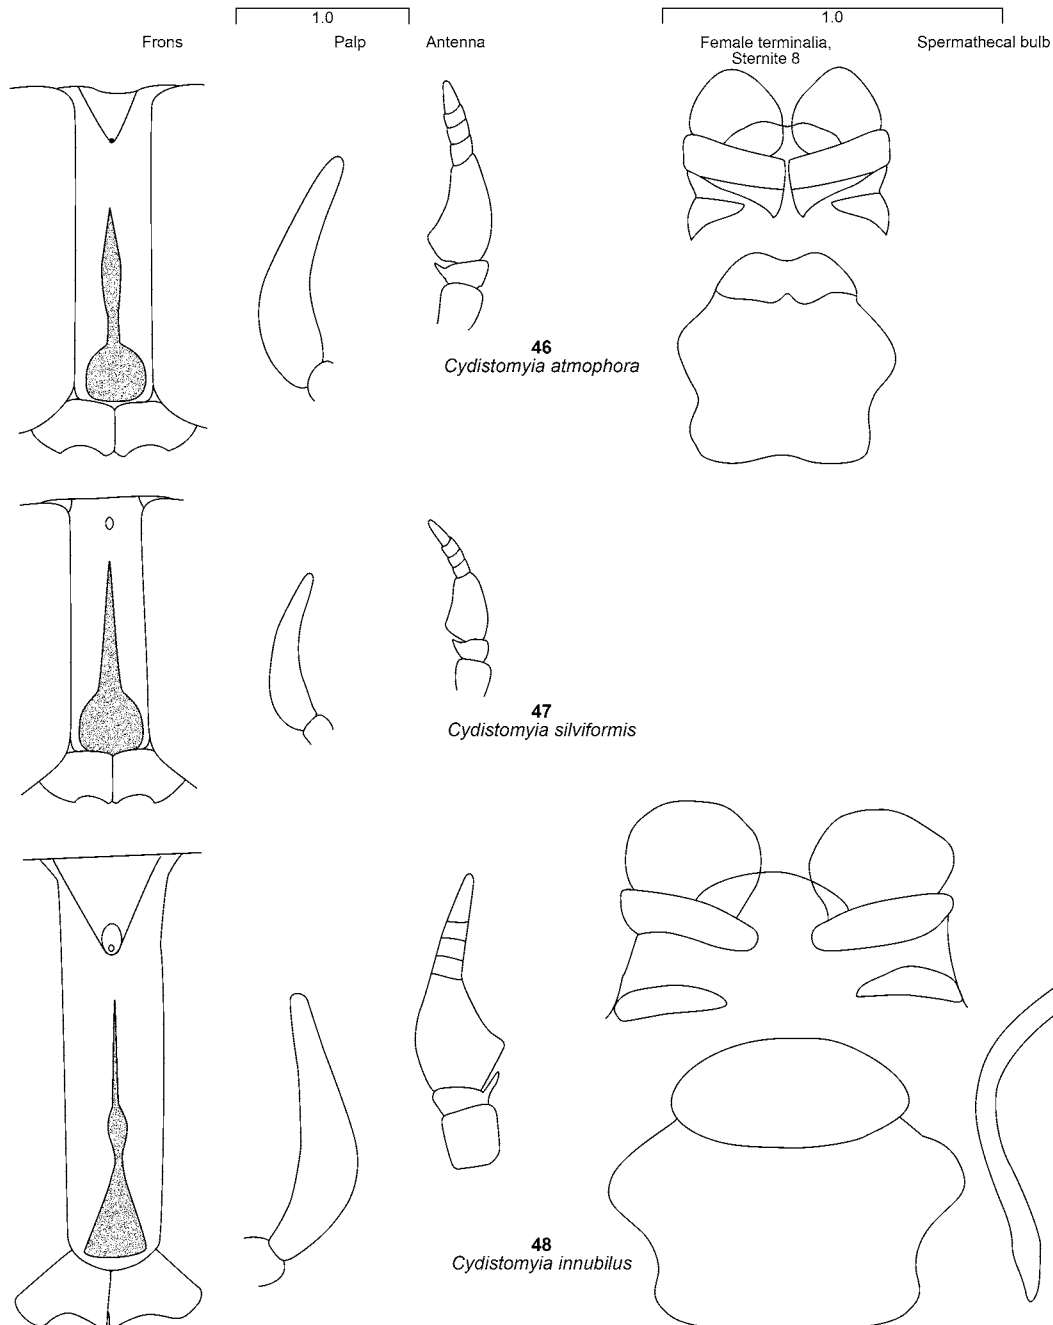 1.0
1.0
Frons
Palp
Antenna
Female terminalia,
Sternite 8
Spermathecal bulb
46
Cydistomyia atmophora
47
Cydistomyia silviformis
48
Cydistomyia innubilus